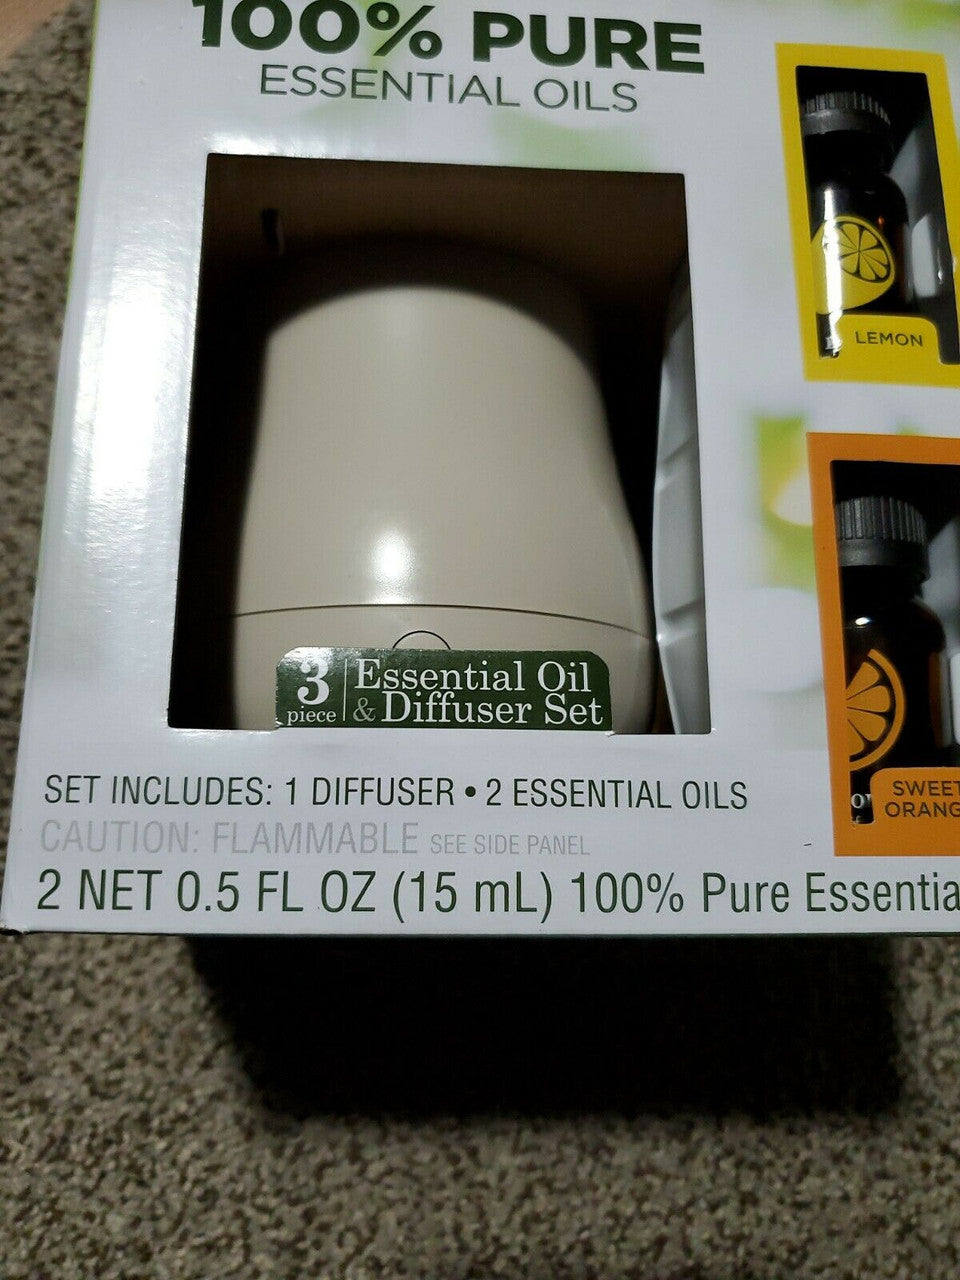 100% PURE
ESSENTIAL OILS
LEMON
3 piece
Essential Oil
& Diffuser Set
SWEET
ORANG
SET INCLUDES: 1 DIFFUSER • 2 ESSENTIAL OILS
CAUTION: FLAMMABLE SEE SIDE PANEL
2 NET 0.5 FL OZ (15 mL) 100% Pure Essentia